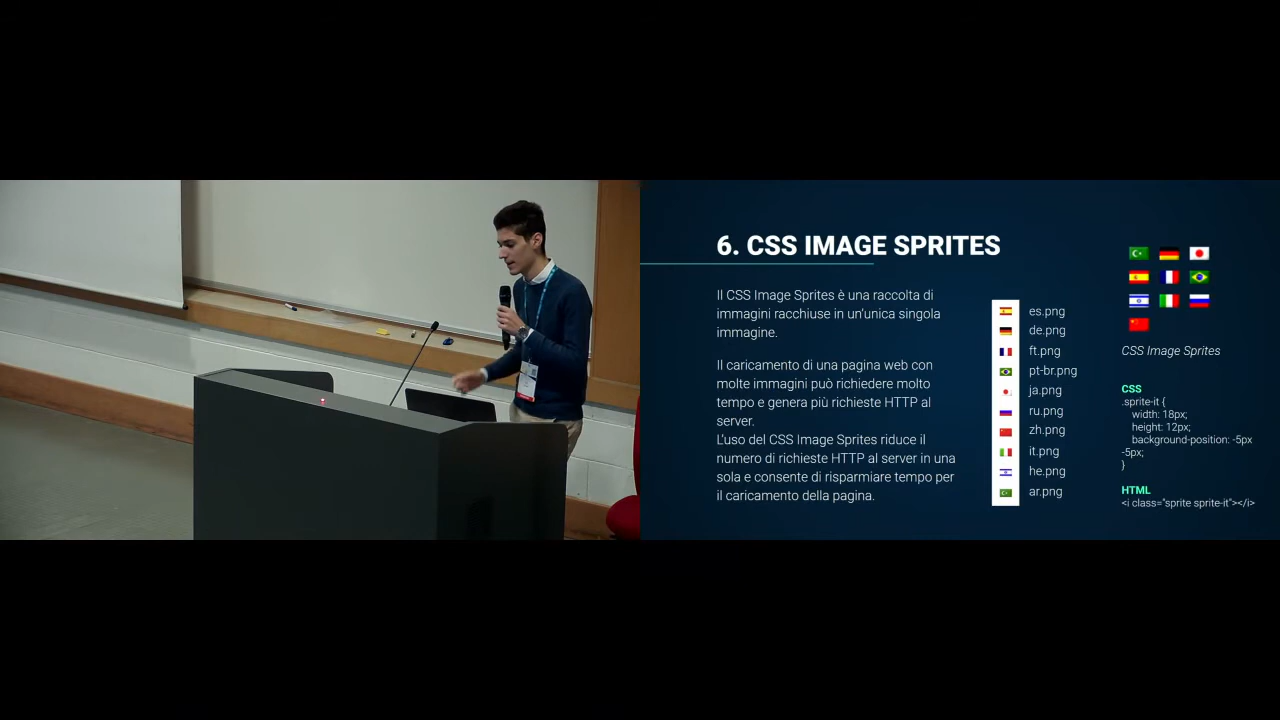 6. CSS IMAGE SPRITES
Il CSS Image Sprites è una raccolta di
immagini racchiuse in un'unica singola
immagine.
Il caricamento di una pagina web con
molte immagini può richiedere molto
tempo e genera più richieste HTTP al
server.
L'uso del CSS Image Sprites riduce il
numero di richieste HTTP al server in una
sola e consente di risparmiare tempo per
il caricamento della pagina.
es.png
de.png
ft.png
pt-br.png
ja.png
ru.png
zh.png
it.png
he.png
ar.png
CSS Image Sprites
CSS
.sprite-it {
width: 18px;
height: 12px;
background-position: -5px
-5px;
}
HTML
<i class="sprite sprite-it"></i>